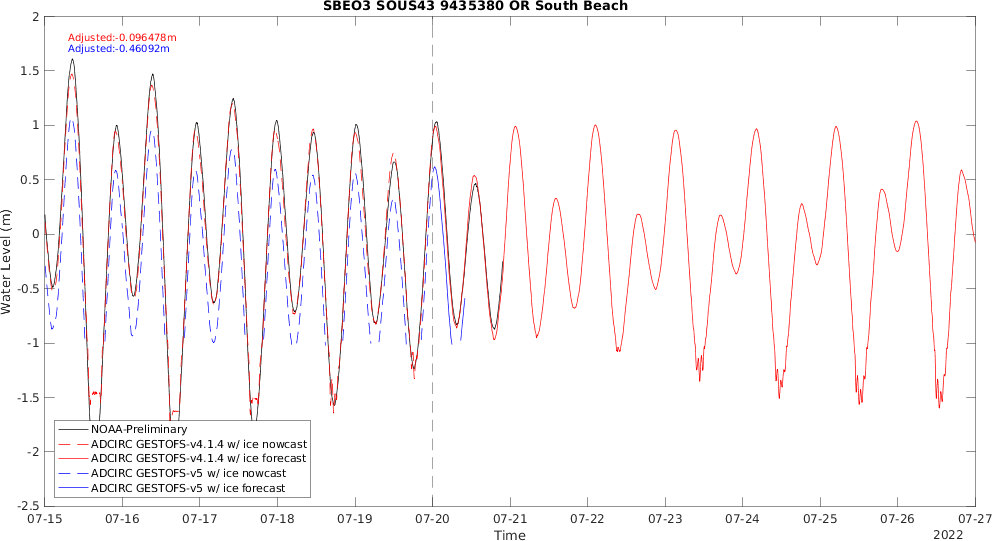 SBEO3 SOUS43 9435380 OR South Beach
Adjusted:-0.096478m
Adjusted:-0.46092m
2
1.5
1
0.5
0
-0.5
-1
-1.5
-2
-2.5
Water Level (m)
NOAA-Preliminary
ADCIRC GESTOFS-v4.1.4 w/ ice nowcast
ADCIRC GESTOFS-v4.1.4 w/ ice forecast
ADCIRC GESTOFS-v5 w/ ice nowcast
ADCIRC GESTOFS-v5 w/ ice forecast
07-15 07-16 07-17 07-18 07-19 07-20 07-21 07-22 07-23 07-24 07-25 07-26 07-27
Time
2022